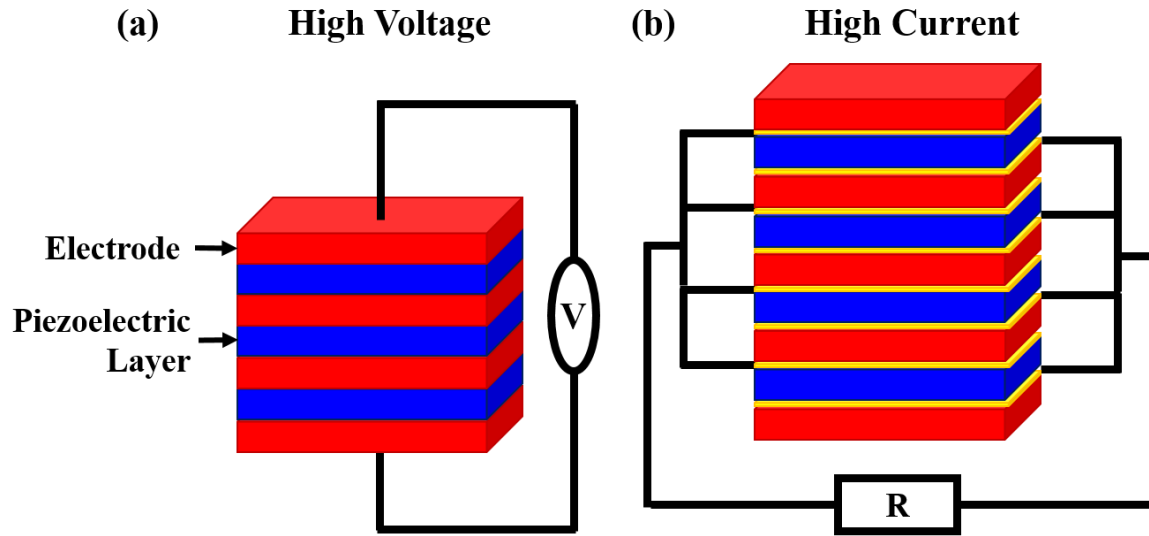 (a) High Voltage
(b) High Current
Electrode
Piezoelectric
Layer
V
R